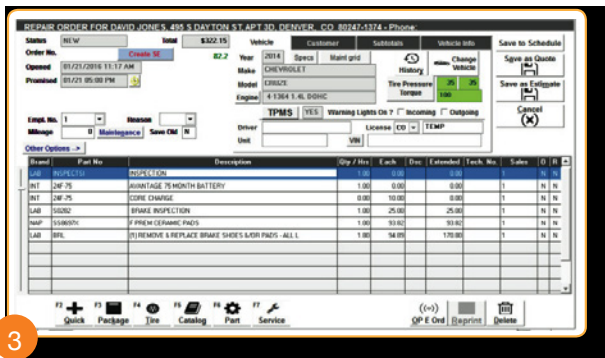 REPAIR ORDER FOR DAVID JONES, 495 S DAYTON ST, APT 3D, DENVER, CO 80247-1374 - Phone:
Status NEW Total $322.15 Vehicle Customer Subtotals Vehicle Info Save to Schedule
Order No. Create SE 82.2 Year 2014 Specs Maint grid History Change Vehicle Save as Quote
Opened 01/21/2016 11:17 AM Make CHEVROLET
Promised 01/21 05:00 PM Model CRUZE Tire Pressure 35 35 Save as Estimate
Engine 4-1364 1.4L DOHC Torque 100
TPMS YES Warning Lights On ? Incoming Outgoing Cancel
Empl. No. 1 Reason Driver License CO TEMP
Mileage 0 Maintenance Save Old N Unit VIN
Other Options ->
Brand Part No Description Qty / Hrs Each Dsc Extended Tech. No. Sales O R
LAB INSPECTSI INSPECTION 1.00 0.00 0.00 1 N N
INT 24F-75 AVANTAGE 75 MONTH BATTERY 1.00 0.00 0.00 1 N N
INT 24F-75 CORE CHARGE 0.00 10.00 0.00 1 N N
LAB S0282 BRAKE INSPECTION 1.00 25.00 25.00 1 N N
NAP SS8697X F PREM CERAMIC PADS 1.00 93.82 93.82 1 N N
LAB BRL (1) REMOVE & REPLACE BRAKE SHOES &/OR PADS - ALL L 1.80 94.89 170.80 1 N N
F2 F3 F4 F5 F6 F7
Quick Package Tire Catalog Part Service OP E Ord Reprint Delete
3